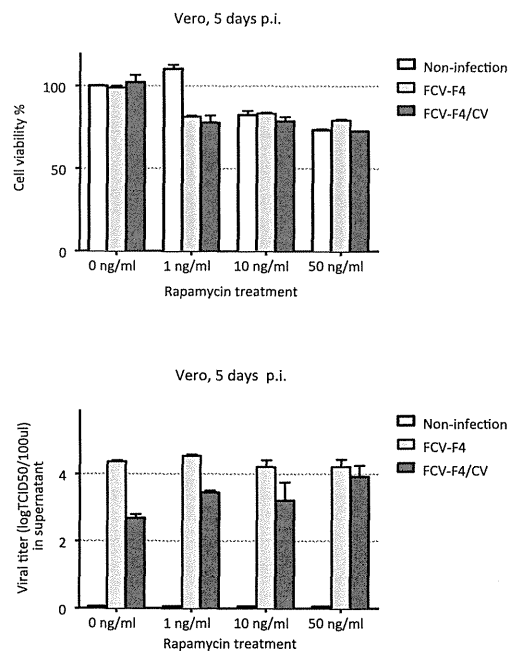 Vero, 5 days p.i.
Cell viability %
100
50
0
0 ng/ml
1 ng/ml
10 ng/ml
50 ng/ml
Rapamycin treatment
Non-infection
FCV-F4
FCV-F4/CV
Vero, 5 days p.i.
Viral titer (logTCID50/100ul)
in supernatant
4
2
0
0 ng/ml
1 ng/ml
10 ng/ml
50 ng/ml
Rapamycin treatment
Non-infection
FCV-F4
FCV-F4/CV